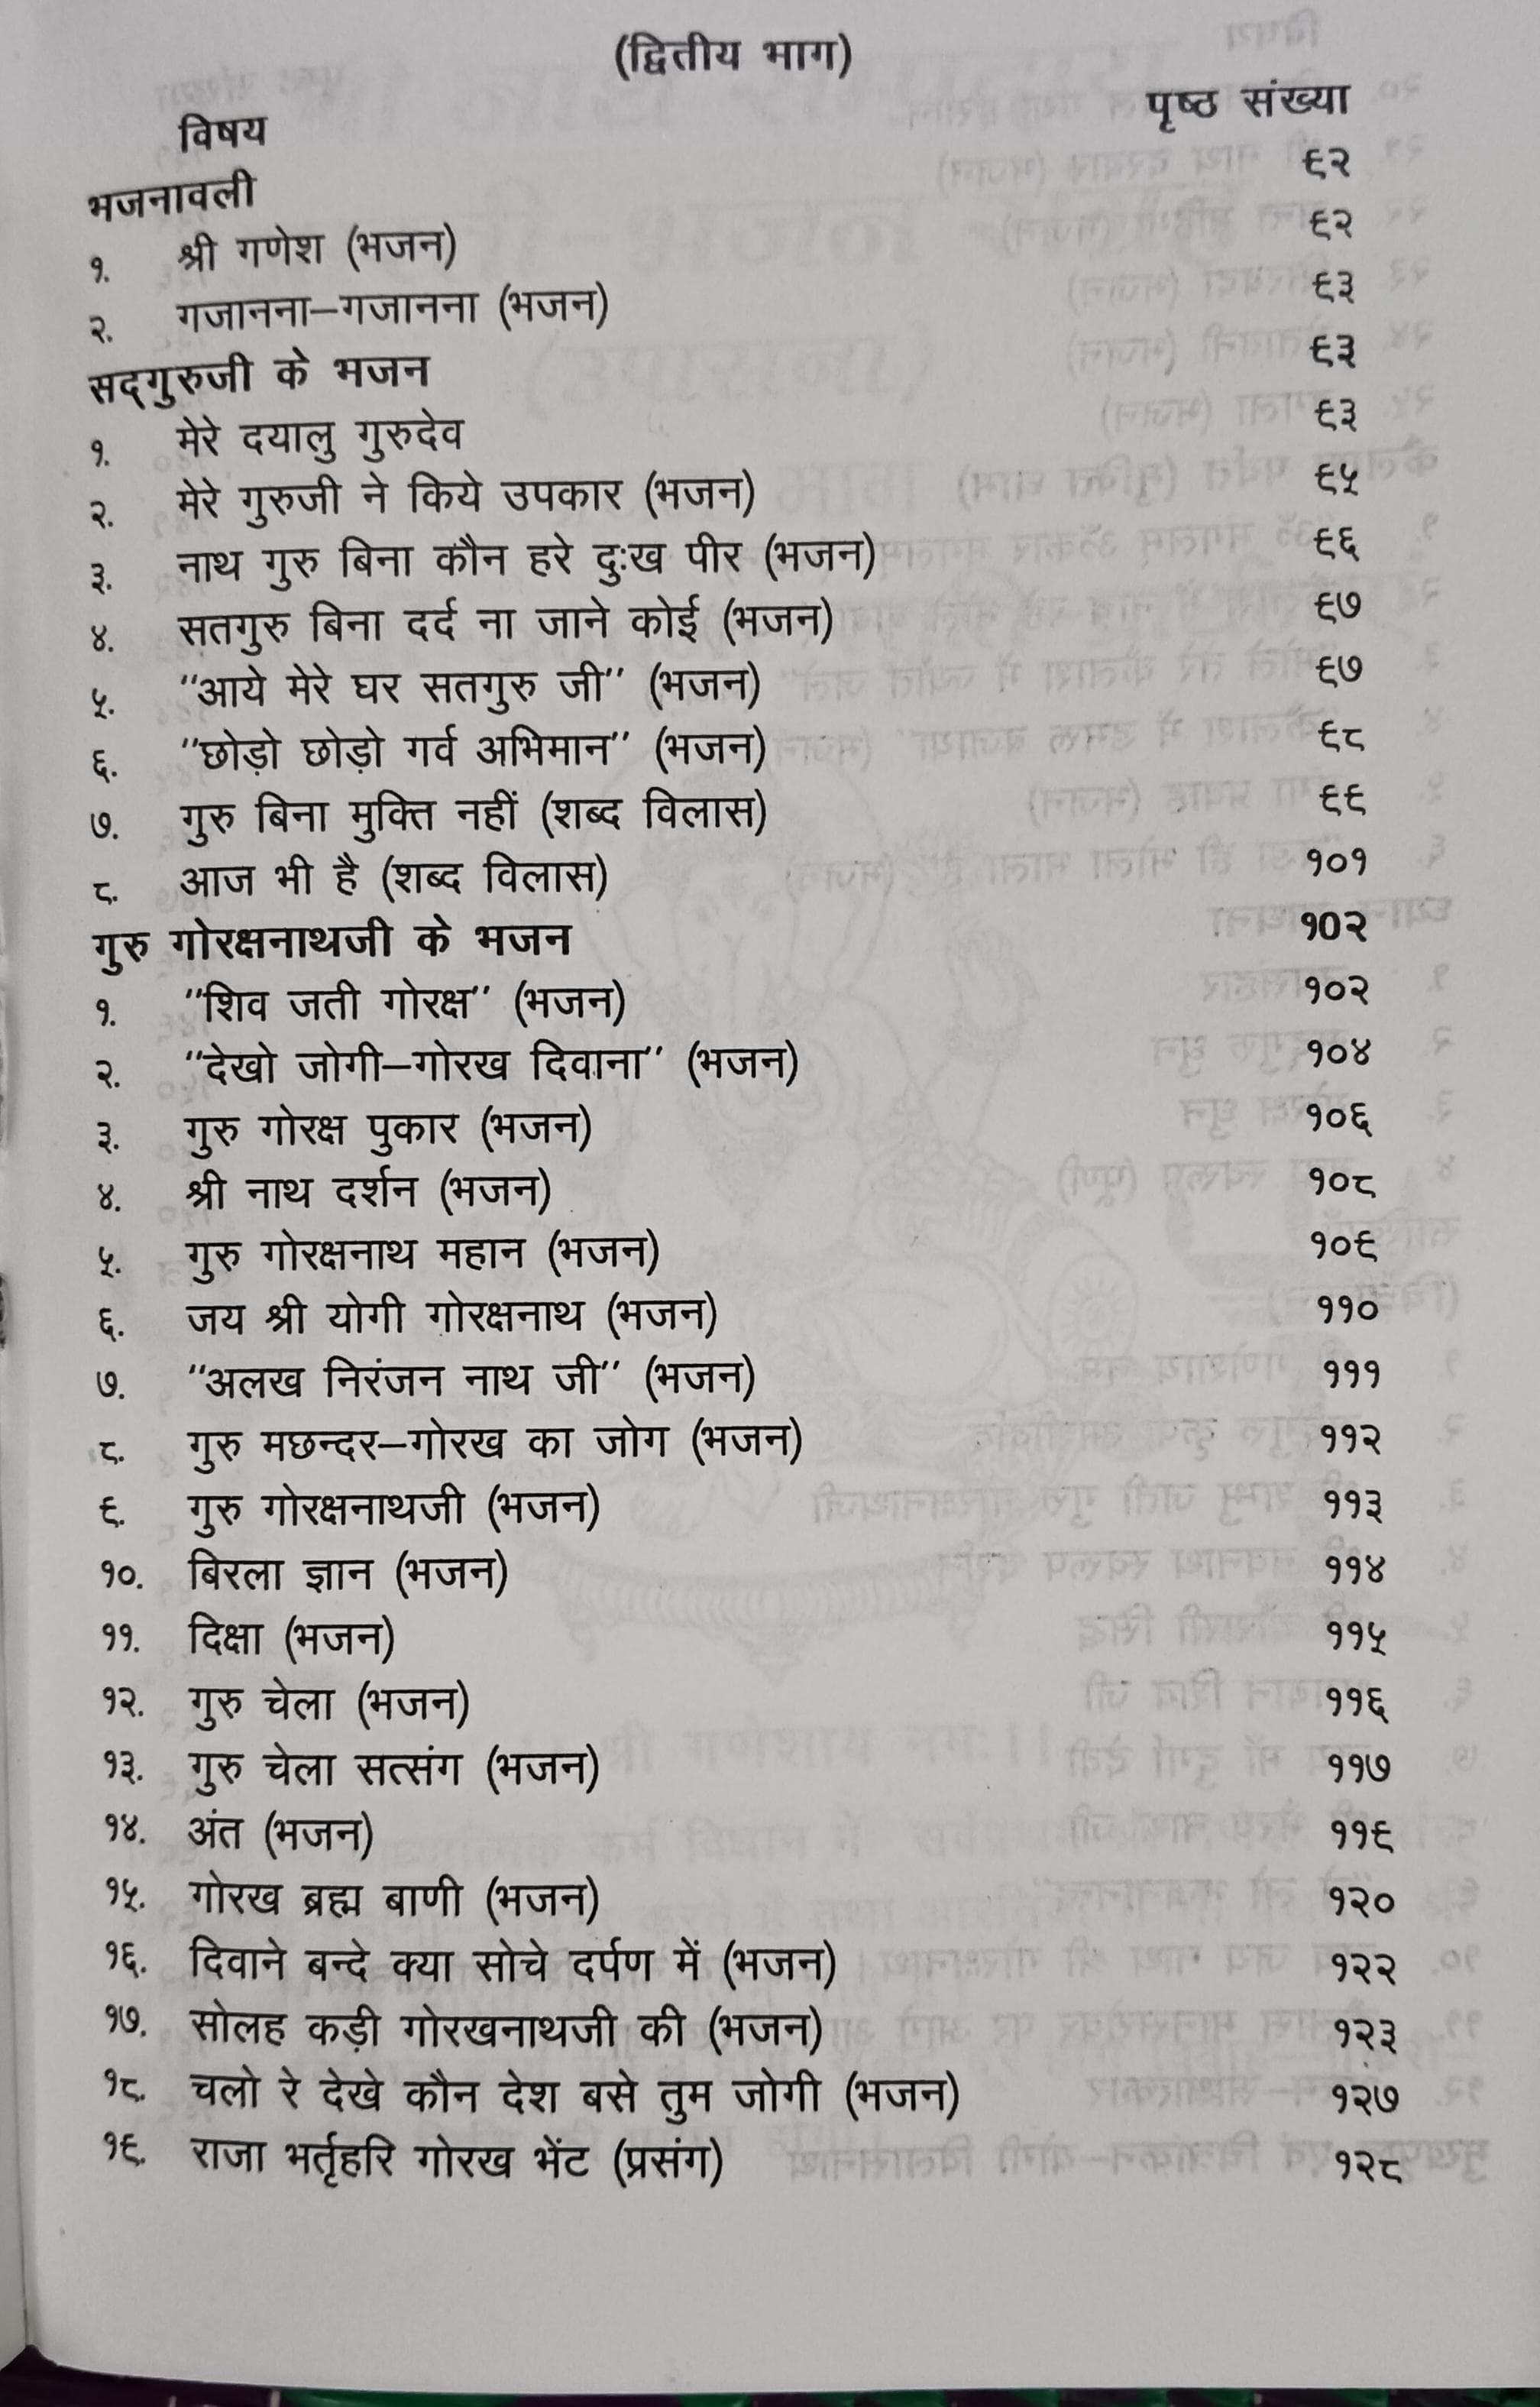 (द्वितीय भाग)
विषय पृष्ठ संख्या
भजनावली ९२
१. श्री गणेश (भजन) ९२
२. गजानना–गजानना (भजन) ९३
सद्‌गुरुजी के भजन ९३
१. मेरे दयालु गुरुदेव ९३
२. मेरे गुरुजी ने किये उपकार (भजन) ९५
३. नाथ गुरु बिना कौन हरे दुःख पीर (भजन) ९६
४. सतगुरु बिना दर्द ना जाने कोई (भजन) ९७
५. "आये मेरे घर सतगुरु जी" (भजन) ९७
६. "छोड़ो छोड़ो गर्व अभिमान" (भजन) ९८
७. गुरु बिना मुक्ति नहीं (शब्द विलास) ९९
८. आज भी है (शब्द विलास) १०१
गुरु गोरक्षनाथजी के भजन १०२
१. "शिव जती गोरक्ष" (भजन) १०२
२. "देखो जोगी–गोरख दिवाना" (भजन) १०४
३. गुरु गोरक्ष पुकार (भजन) १०६
४. श्री नाथ दर्शन (भजन) १०८
५. गुरु गोरक्षनाथ महान (भजन) १०९
६. जय श्री योगी गोरक्षनाथ (भजन) ११०
७. "अलख निरंजन नाथ जी" (भजन) १११
८. गुरु मछन्दर–गोरख का जोग (भजन) ११२
९. गुरु गोरक्षनाथजी (भजन) ११३
१०. बिरला ज्ञान (भजन) ११४
११. दिक्षा (भजन) ११५
१२. गुरु चेला (भजन) ११६
१३. गुरु चेला सत्संग (भजन) ११७
१४. अंत (भजन) ११९
१५. गोरख ब्रह्म बाणी (भजन) १२०
१६. दिवाने बन्दे क्या सोचे दर्पण में (भजन) १२२
१७. सोलह कड़ी गोरखनाथजी की (भजन) १२३
१८. चलो रे देखे कौन देश बसे तुम जोगी (भजन) १२७
१९. राजा भर्तृहरि गोरख भेंट (प्रसंग) १२८